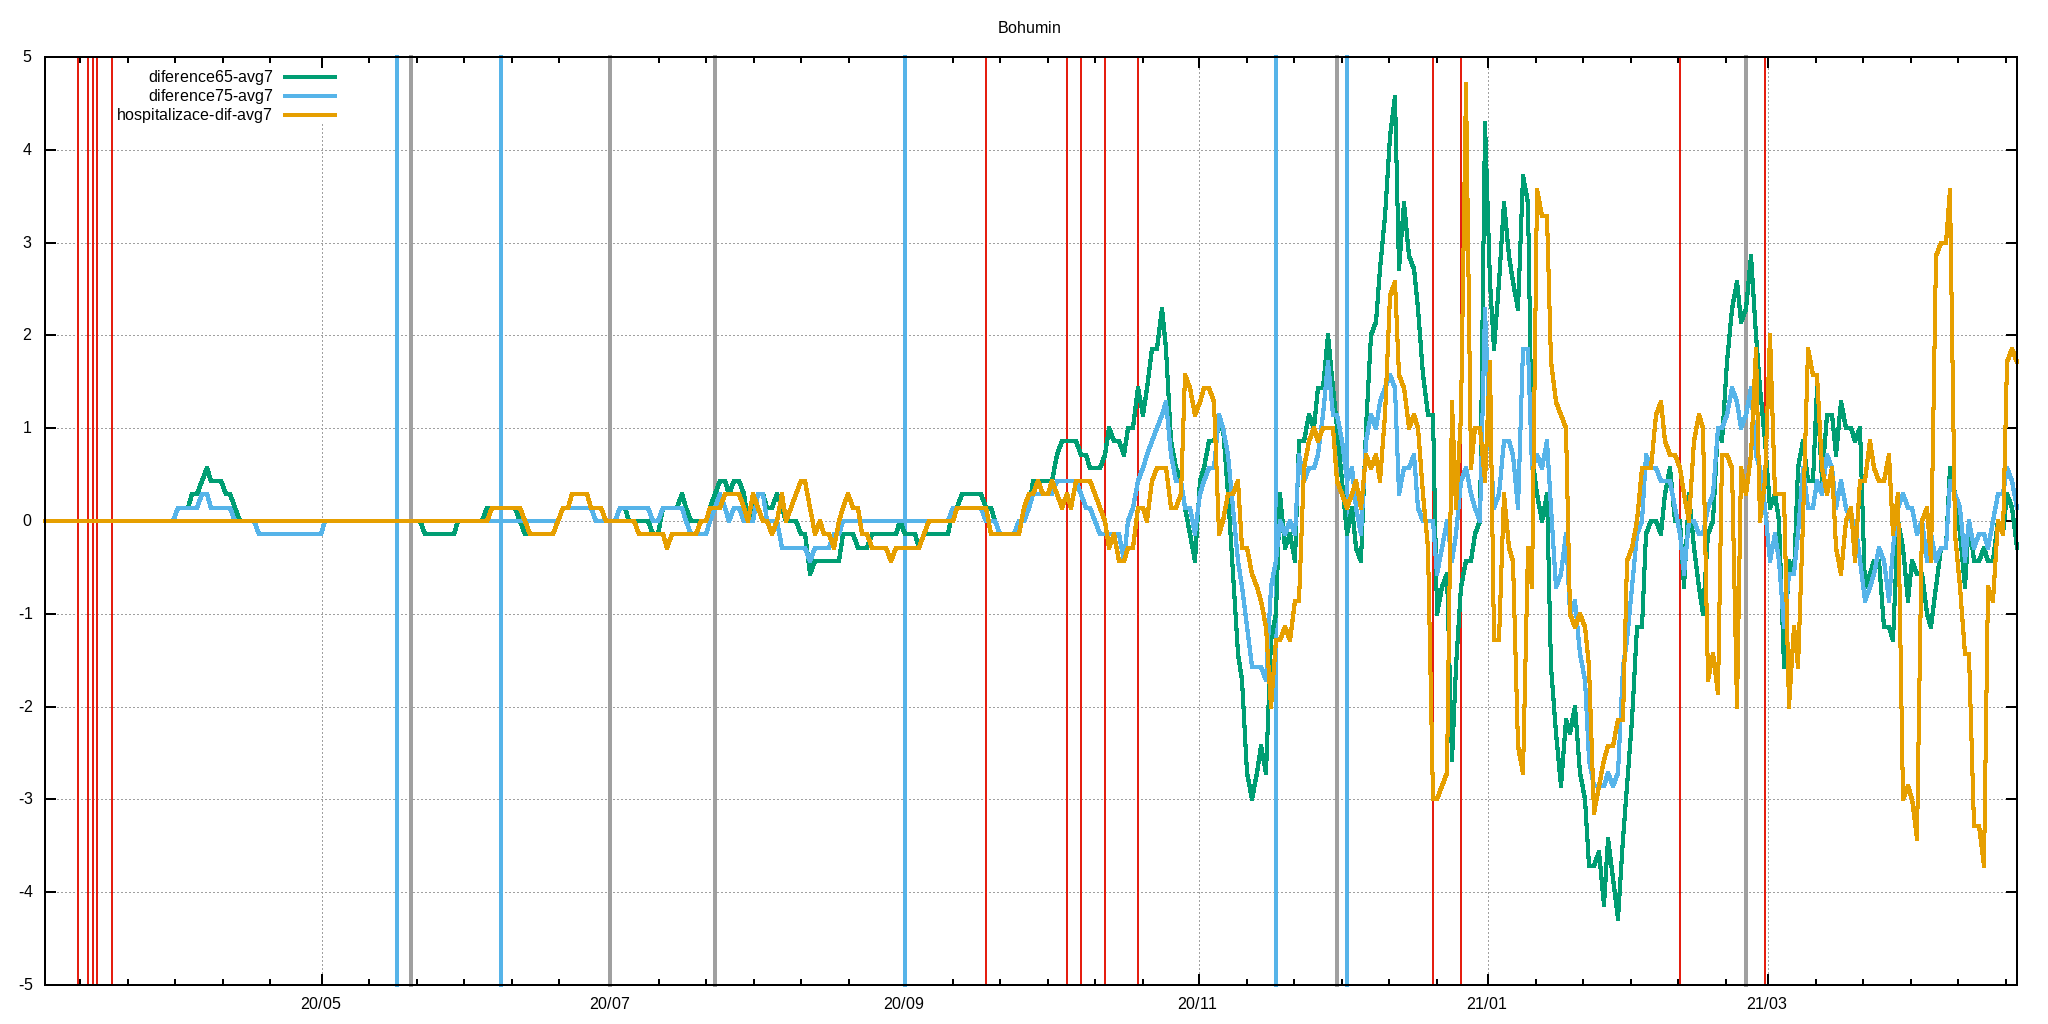 Bohumin
5
diference65-avg7
diference75-avg7
hospitalizace-dif-avg7
4
3
2
1
0
-1
-2
-3
-4
-5
20/05 20/07 20/09 20/11 21/01 21/03